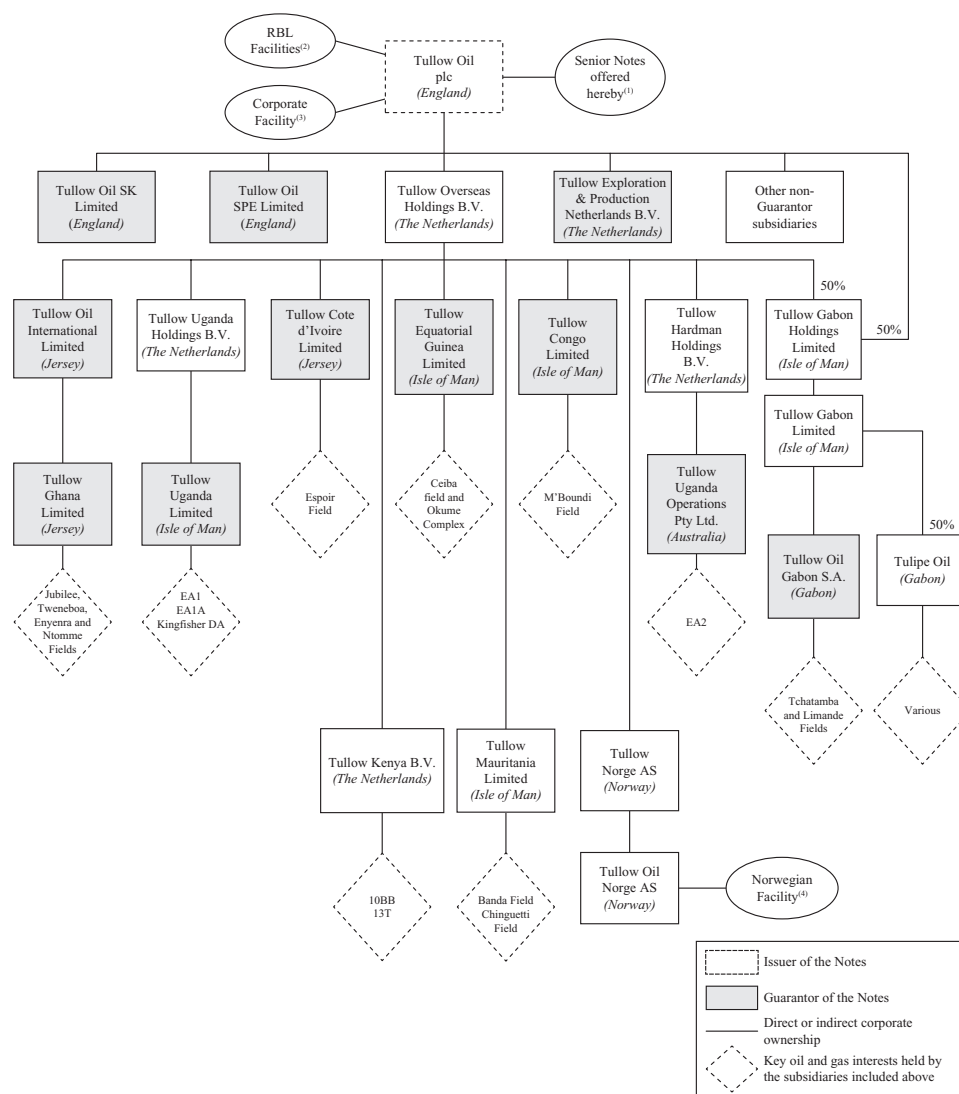 RBL
Facilities(2)
Tullow Oil
plc
(England)
Senior Notes
offered
hereby(1)
Corporate
Facility(3)
Tullow Oil SK
Limited
(England)
Tullow Oil
SPE Limited
(England)
Tullow Overseas
Holdings B.V.
(The Netherlands)
Tullow Exploration
& Production
Netherlands B.V.
(The Netherlands)
Other non-
Guarantor
subsidiaries
50%
50%
Tullow Oil
International
Limited
(Jersey)
Tullow Uganda
Holdings B.V.
(The Netherlands)
Tullow Cote
d’Ivoire
Limited
(Jersey)
Tullow
Equatorial
Guinea
Limited
(Isle of Man)
Tullow
Congo
Limited
(Isle of Man)
Tullow
Hardman
Holdings
B.V.
(The Netherlands)
Tullow Gabon
Holdings
Limited
(Isle of Man)
Tullow Gabon
Limited
(Isle of Man)
Tullow
Ghana
Limited
(Jersey)
Tullow
Uganda
Limited
(Isle of Man)
Espoir
Field
Ceiba
field and
Okume
Complex
M’Boundi
Field
Tullow
Uganda
Operations
Pty Ltd.
(Australia)
50%
Tullow Oil
Gabon S.A.
(Gabon)
Tulipe Oil
(Gabon)
Jubilee,
Tweneboa,
Enyenra and
Ntomme
Fields
EA1
EA1A
Kingfisher DA
EA2
Tchatamba
and Limande
Fields
Various
Tullow Kenya B.V.
(The Netherlands)
Tullow
Mauritania
Limited
(Isle of Man)
Tullow
Norge AS
(Norway)
10BB
13T
Banda Field
Chinguetti
Field
Tullow Oil
Norge AS
(Norway)
Norwegian
Facility(4)
Issuer of the Notes
Guarantor of the Notes
Direct or indirect corporate
ownership
Key oil and gas interests held by
the subsidiaries included above